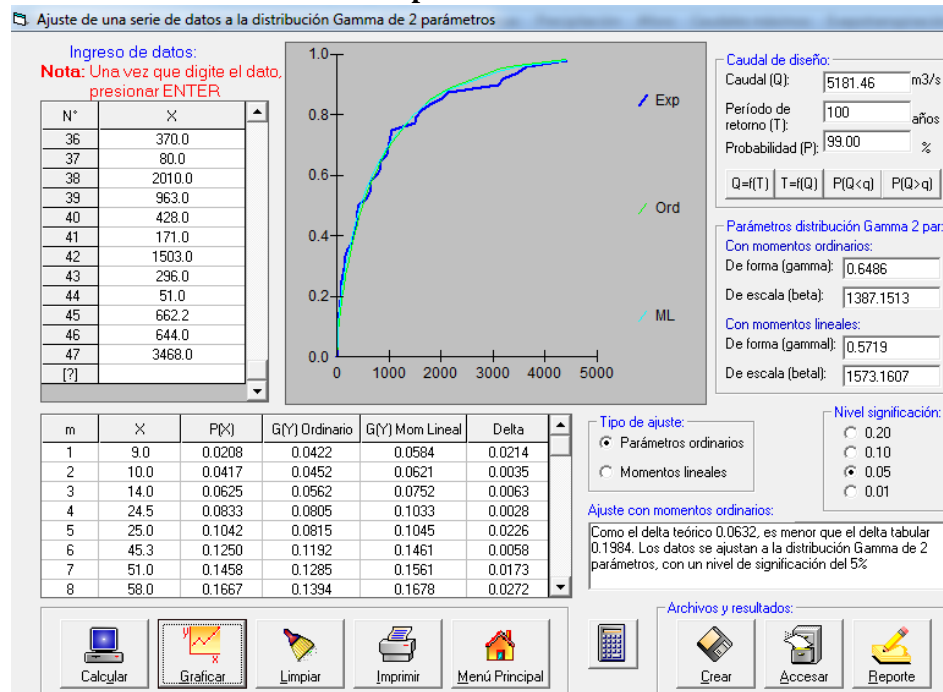 Ajuste de una serie de datos a la distribución Gamma de 2 parámetros
Ingreso de datos:
Nota: Una vez que digite el dato,
presionar ENTER
N° X
36 370.0
37 80.0
38 2010.0
39 963.0
40 428.0
41 171.0
42 1503.0
43 296.0
44 51.0
45 662.2
46 644.0
47 3468.0
[?]
1.0
0.8
0.6
0.4
0.2
0.0
0 1000 2000 3000 4000 5000
Exp
Ord
ML
Caudal de diseño:
Caudal (Q): 5181.46 m3/s
Período de
retorno (T): 100 años
Probabilidad (P): 99.00 %
Q=f(T) T=f(Q) P(Q<q) P(Q>q)
Parámetros distribución Gamma 2 par:
Con momentos ordinarios:
De forma (gamma): 0.6486
De escala (beta): 1387.1513
Con momentos lineales:
De forma (gammal): 0.5719
De escala (betal): 1573.1607
m X P(X) G(Y) Ordinario G(Y) Mom Lineal Delta
1 9.0 0.0208 0.0422 0.0584 0.0214
2 10.0 0.0417 0.0452 0.0621 0.0035
3 14.0 0.0625 0.0562 0.0752 0.0063
4 24.5 0.0833 0.0805 0.1033 0.0028
5 25.0 0.1042 0.0815 0.1045 0.0226
6 45.3 0.1250 0.1192 0.1461 0.0058
7 51.0 0.1458 0.1285 0.1561 0.0173
8 58.0 0.1667 0.1394 0.1678 0.0272
Tipo de ajuste:
Parámetros ordinarios
Momentos lineales
Nivel significación:
0.20
0.10
0.05
0.01
Ajuste con momentos ordinarios:
Como el delta teórico 0.0632, es menor que el delta tabular
0.1984. Los datos se ajustan a la distribución Gamma de 2
parámetros, con un nivel de significación del 5%
Calcular
y
x
Graficar
Limpiar
Imprimir
Menú Principal
Archivos y resultados:
Crear
Accesar
Reporte